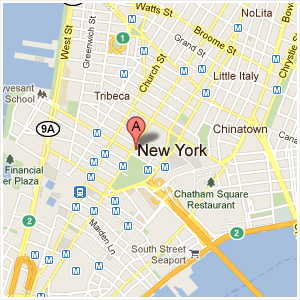 NoLita
Watts St
Broome St
West St
Greenwich St
1
Grand St
Church St
Chrystie St
Bow
Little Italy
yvesant
School
Tribeca
9A
A
Chinatown
New York
Financial
er Plaza
Chatham Square
Restaurant
2
Maiden Ln
2
South Street
Seaport